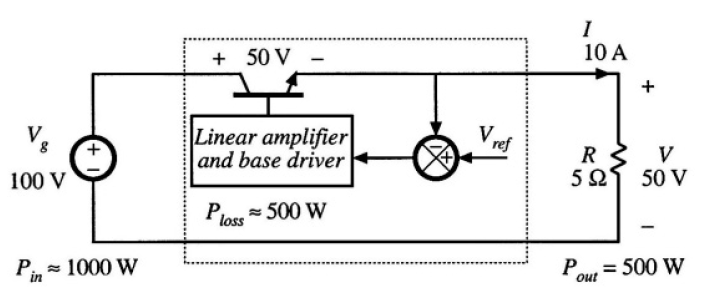 I
10 A
+ 50 V –
+
V_g
+
–
100 V
Linear amplifier
and base driver
–
+
V_ref
R
5 Ω
V
50 V
P_loss ≈ 500 W
–
P_in ≈ 1000 W
P_out = 500 W